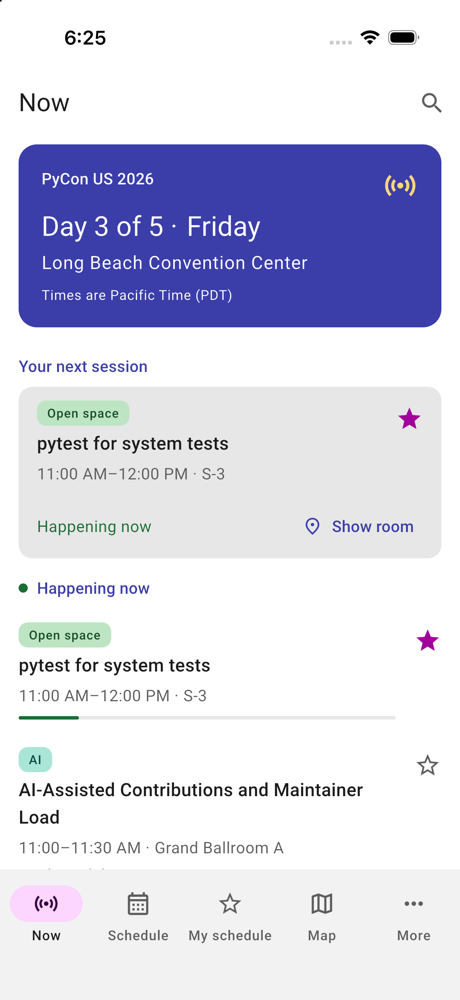 6:25
Now
PyCon US 2026
Day 3 of 5 · Friday
Long Beach Convention Center
Times are Pacific Time (PDT)
Your next session
Open space
pytest for system tests
11:00 AM–12:00 PM · S-3
Happening now
Show room
Happening now
Open space
pytest for system tests
11:00 AM–12:00 PM · S-3
AI
AI-Assisted Contributions and Maintainer
Load
11:00–11:30 AM · Grand Ballroom A
Now
Schedule
My schedule
Map
More